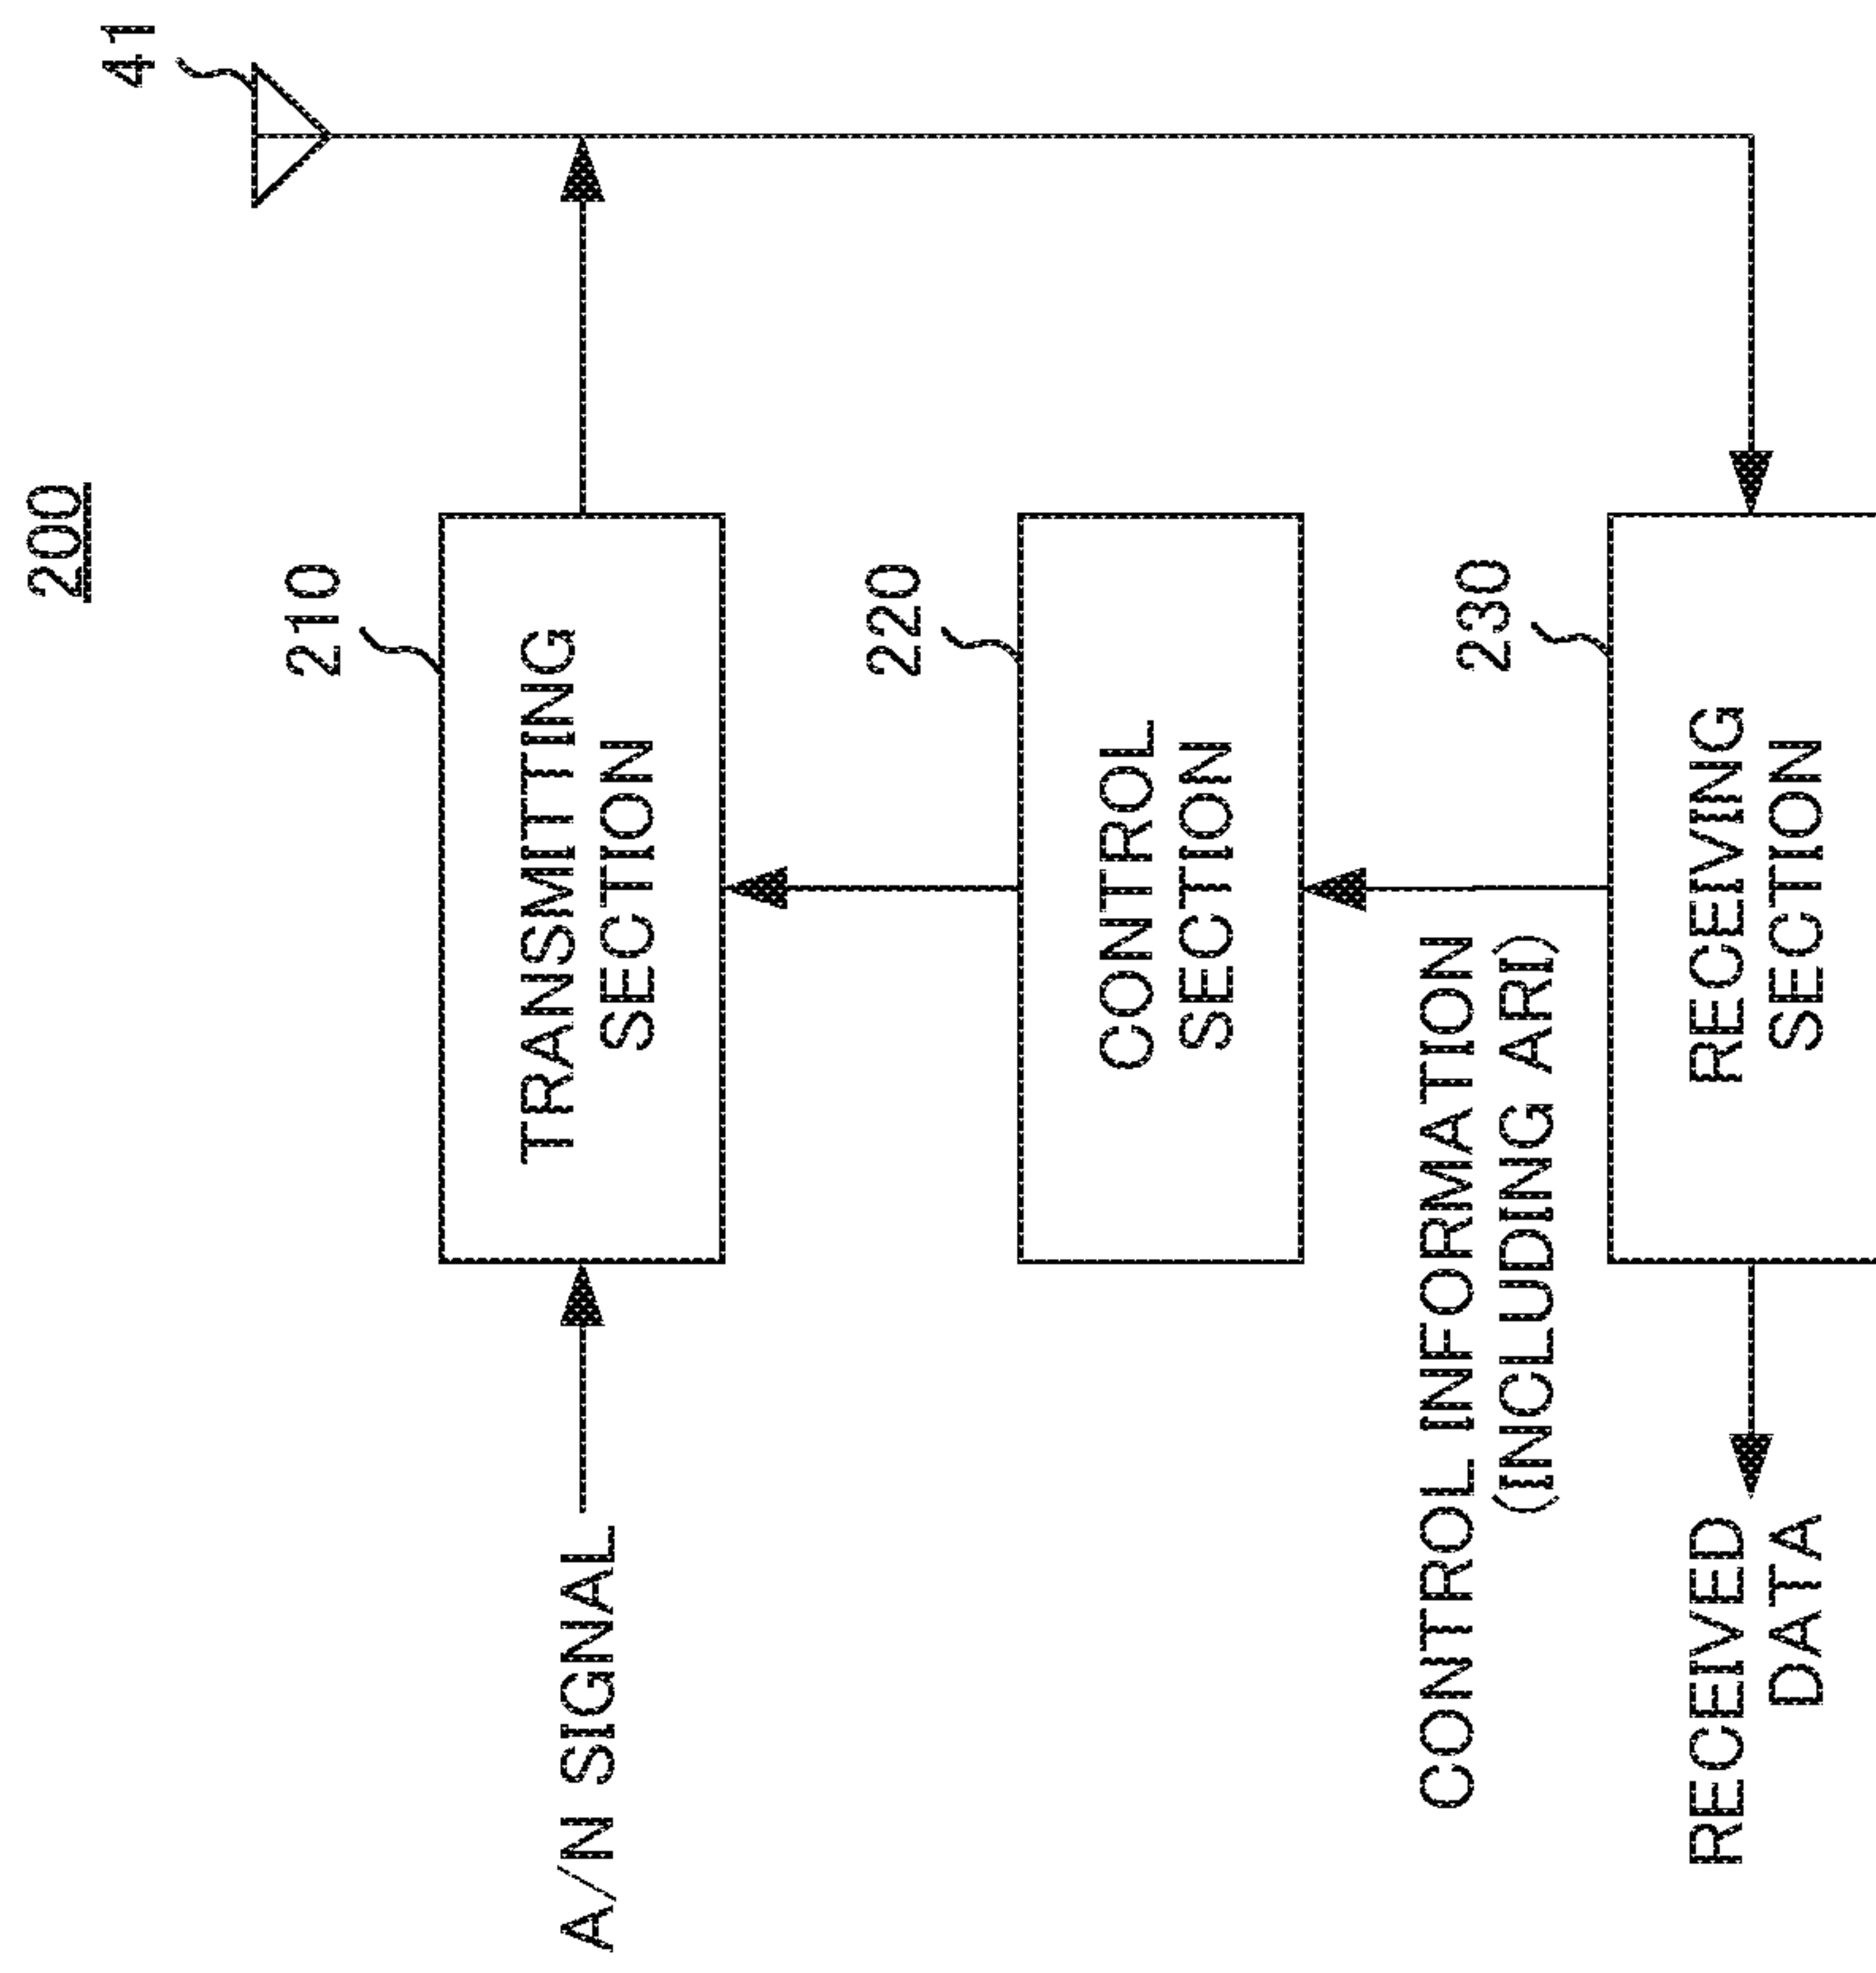 200
41
210
TRANSMITTING
SECTION
A/N SIGNAL
220
CONTROL
SECTION
CONTROL INFORMATION
(INCLUDING ARI)
230
RECEIVING
SECTION
RECEIVED
DATA